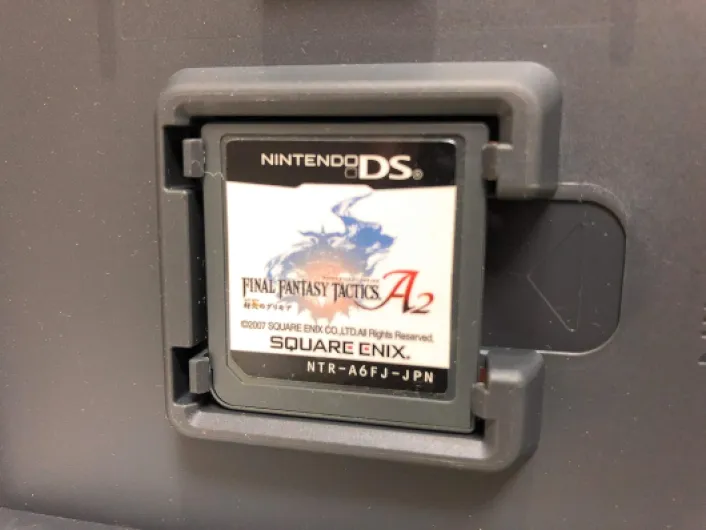 NINTENDO DS®
FINAL FANTASY TACTICS A2
封穴のグリモア
©2007 SQUARE ENIX CO.,LTD.All Rights Reserved.
SQUARE ENIX.
NTR-A6FJ-JPN